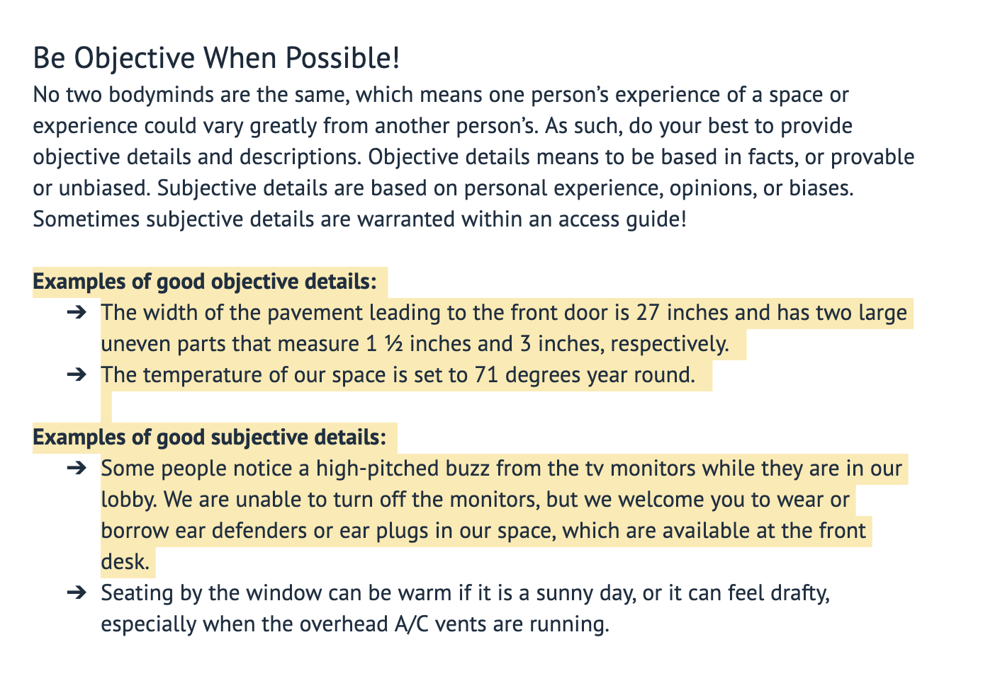 Be Objective When Possible!
No two bodyminds are the same, which means one person’s experience of a space or
experience could vary greatly from another person’s. As such, do your best to provide
objective details and descriptions. Objective details means to be based in facts, or provable
or unbiased. Subjective details are based on personal experience, opinions, or biases.
Sometimes subjective details are warranted within an access guide!
Examples of good objective details:
➔ The width of the pavement leading to the front door is 27 inches and has two large
uneven parts that measure 1 ½ inches and 3 inches, respectively.
➔ The temperature of our space is set to 71 degrees year round.
Examples of good subjective details:
➔ Some people notice a high-pitched buzz from the tv monitors while they are in our
lobby. We are unable to turn off the monitors, but we welcome you to wear or
borrow ear defenders or ear plugs in our space, which are available at the front
desk.
➔ Seating by the window can be warm if it is a sunny day, or it can feel drafty,
especially when the overhead A/C vents are running.